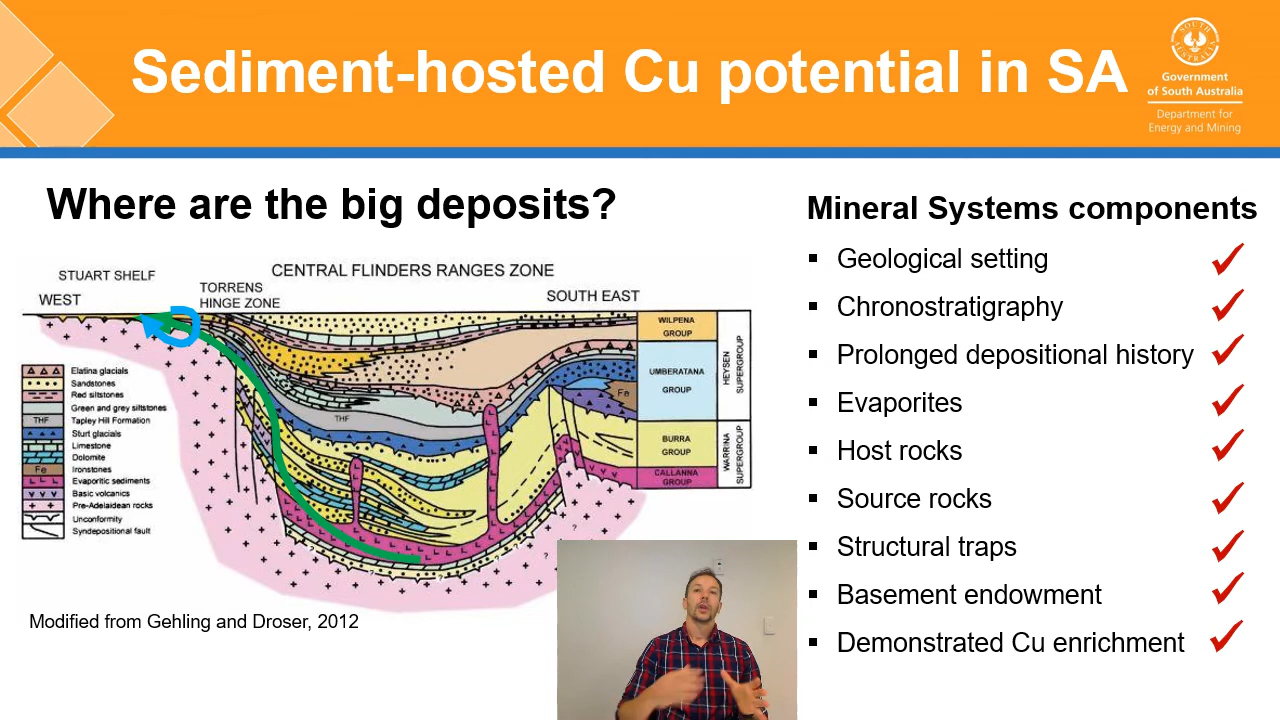 Sediment-hosted Cu potential in SA
SOUTH AUSTRALIA
Government
of South Australia
Department for
Energy and Mining
Where are the big deposits?
STUART SHELF
CENTRAL FLINDERS RANGES ZONE
TORRENS
HINGE ZONE
WEST
SOUTH EAST
WILPENA
GROUP
UMBERATANA
GROUP
HEYSEN
SUPERGROUP
BURRA
GROUP
CALLANNA
GROUP
WARRINA
SUPERGROUP
THF
Fe
?
?
?
Elatina glacials
Sandstones
Red siltstones
Green and grey siltstones
THF Tapley Hill Formation
Sturt glacials
Limestone
Dolomite
Fe Ironstones
Evaporitic sediments
Basic volcanics
Pre-Adelaidean rocks
Unconformity
Syndepositional fault
Modified from Gehling and Droser, 2012
Mineral Systems components
▪ Geological setting ✓
▪ Chronostratigraphy ✓
▪ Prolonged depositional history ✓
▪ Evaporites ✓
▪ Host rocks ✓
▪ Source rocks ✓
▪ Structural traps ✓
▪ Basement endowment ✓
▪ Demonstrated Cu enrichment ✓